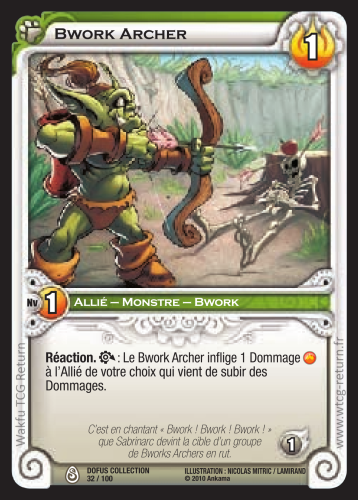 Bwork Archer
1
Nv 1 Allié – Monstre – Bwork
Réaction. : Le Bwork Archer inflige 1 Dommage
à l'Allié de votre choix qui vient de subir des
Dommages.
C'est en chantant « Bwork ! Bwork ! Bwork ! »
que Sabrinarc devint la cible d'un groupe
de Bworks Archers en rut.
1
DOFUS COLLECTION
32 / 100
ILLUSTRATION : NICOLAS MITRIC / LAMIRAND
© 2010 Ankama
Wakfu TCG Return
www.wtcg-return.fr